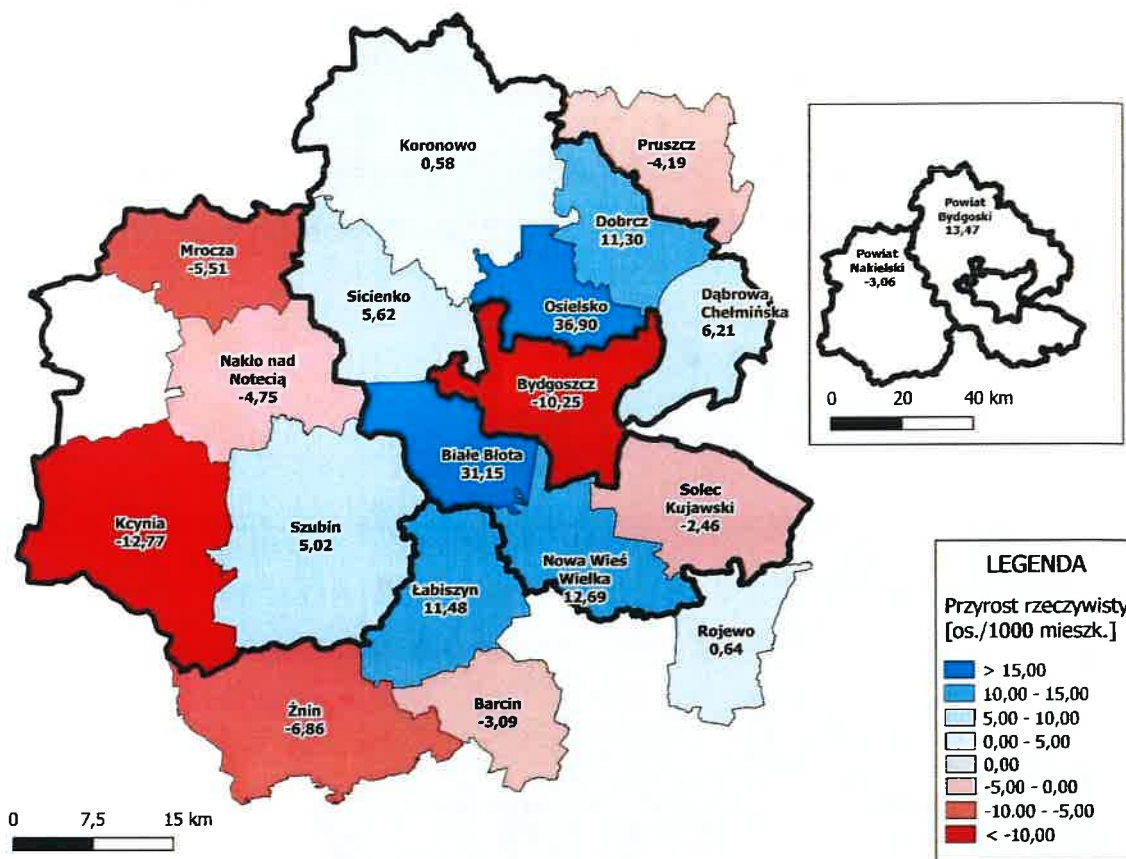 Koronowo
0,58
Pruszcz
-4,19
Dobrcz
11,30
Mrocza
-5,51
Sicienko
5,62
Osielsko
36,90
Dąbrowa
Chełmińska
6,21
Nakło nad
Notecią
-4,75
Bydgoszcz
-10,25
Białe Błota
31,15
Solec
Kujawski
-2,46
Kcynia
-12,77
Szubin
5,02
Nowa Wieś
Wielka
12,69
Łabiszyn
11,48
Rojewo
0,64
Żnin
-6,86
Barcin
-3,09
0 7,5 15 km
Powiat
Bydgoski
13,47
Powiat
Nakielski
-3,06
0 20 40 km
LEGENDA
Przyrost rzeczywisty
[os./1000 mieszk.]
> 15,00
10,00 - 15,00
5,00 - 10,00
0,00 - 5,00
0,00
-5,00 - 0,00
-10.00 - -5,00
< -10,00